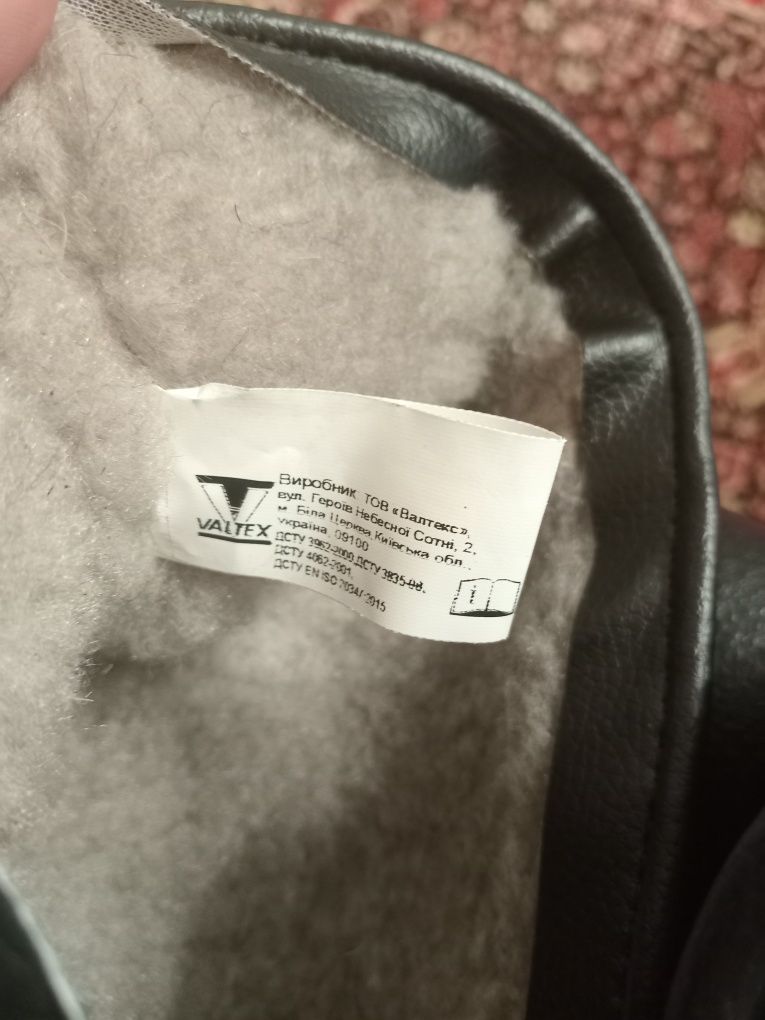 VALTEX
Виробник ТОВ «Валтекс»,
вул. Героїв Небесної Сотні, 2,
м. Біла Церква, Київська обл.,
Україна, 09100
ДСТУ 3962-2000, ДСТУ 3835-98,
ДСТУ 4062-2001,
ДСТУ EN ISO 20347:2015
i